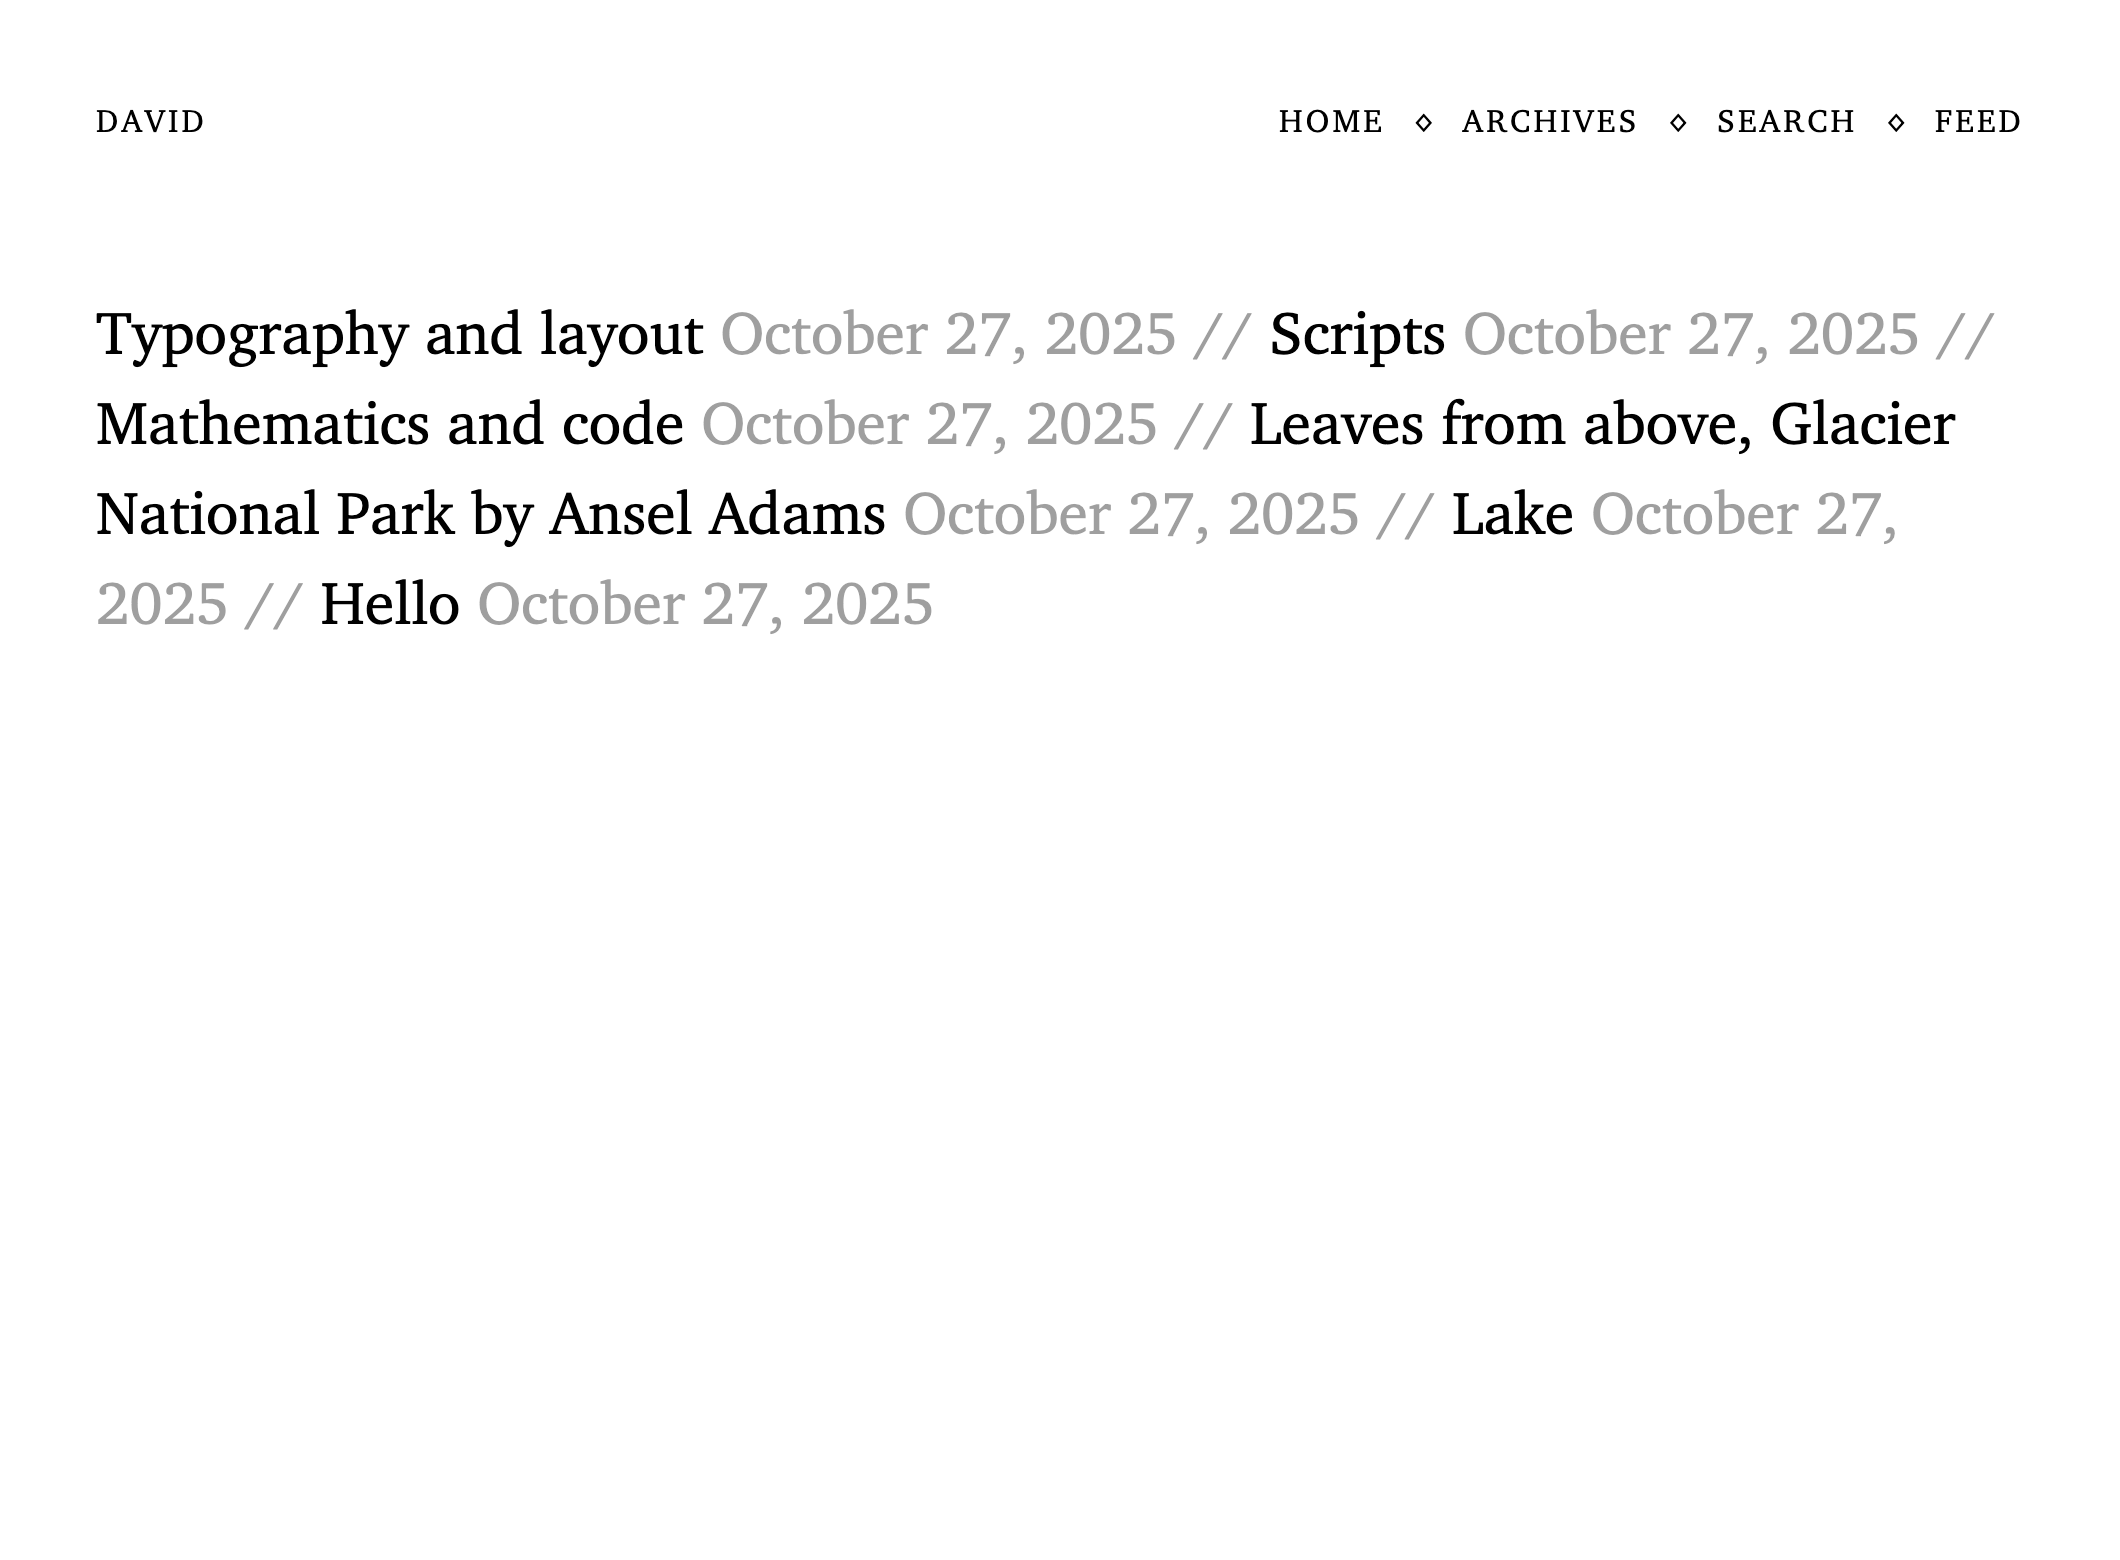 DAVID
HOME ⋄ ARCHIVES ⋄ SEARCH ⋄ FEED
Typography and layout October 27, 2025 // Scripts October 27, 2025 //
Mathematics and code October 27, 2025 // Leaves from above, Glacier
National Park by Ansel Adams October 27, 2025 // Lake October 27,
2025 // Hello October 27, 2025